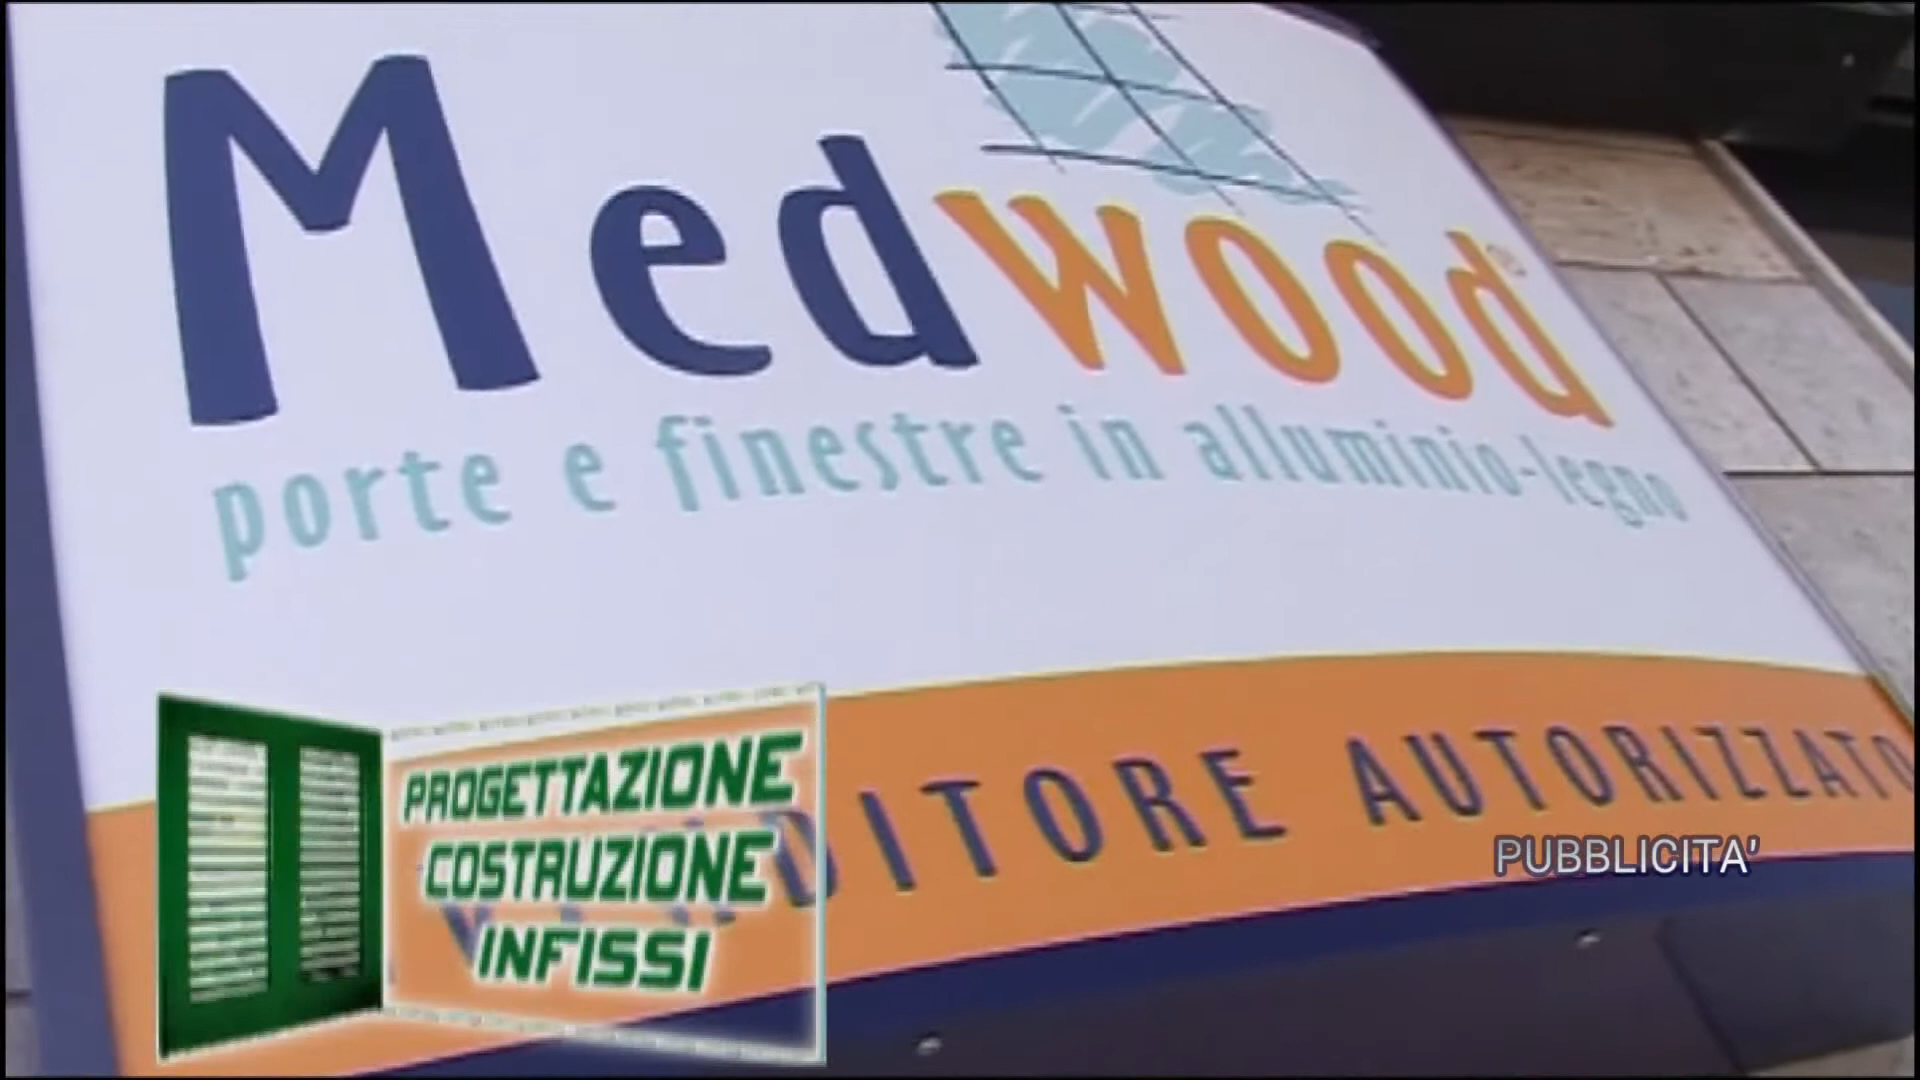 Medwood®
porte e finestre in alluminio-legno
DITORE AUTORIZZATO
PROGETTAZIONE
COSTRUZIONE
INFISSI
PUBBLICITA'